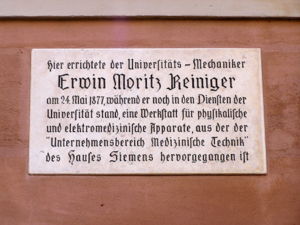 Hier errichtete der Universitäts - Mechaniker
Erwin Moritz Reiniger
am 24. Mai 1877, während er noch in den Diensten der
Universität stand, eine Werkstatt für physikalische
und elektromedizinische Apparate, aus der der
"Unternehmensbereich Medizinische Technik"
des Hauses Siemens hervorgegangen ist